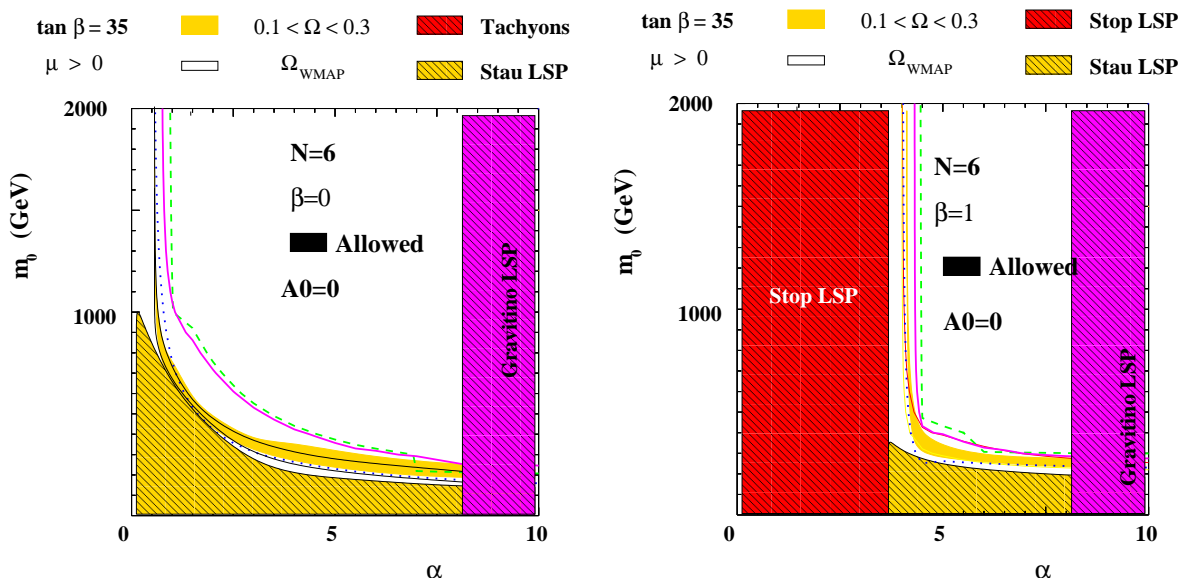 tan β = 35
0.1 < Ω < 0.3
Tachyons
μ > 0
Ω_WMAP
Stau LSP
2000
1000
m_0 (GeV)
N=6
β=0
Allowed
A0=0
Gravitino LSP
0
5
10
α
tan β = 35
0.1 < Ω < 0.3
Stop LSP
μ > 0
Ω_WMAP
Stau LSP
2000
1000
m_0 (GeV)
N=6
β=1
Allowed
Stop LSP
A0=0
Gravitino LSP
0
5
10
α